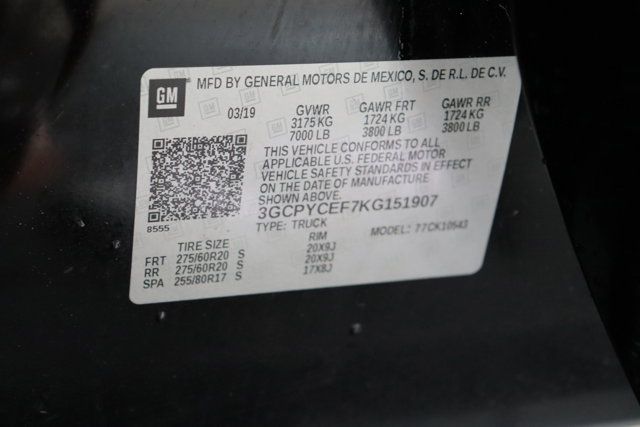 GM
MFD BY GENERAL MOTORS DE MEXICO, S. DE R.L. DE C.V.
03/19 GVWR GAWR FRT GAWR RR
3175 KG 1724 KG 1724 KG
7000 LB 3800 LB 3800 LB
THIS VEHICLE CONFORMS TO ALL
APPLICABLE U.S. FEDERAL MOTOR
VEHICLE SAFETY STANDARDS IN EFFECT
ON THE DATE OF MANUFACTURE
SHOWN ABOVE.
3GCPYCEF7KG151907
8555 TYPE: TRUCK MODEL: 77CK10543
TIRE SIZE RIM
FRT 275/60R20 S 20X9J
RR 275/60R20 S 20X9J
SPA 255/80R17 S 17X8J